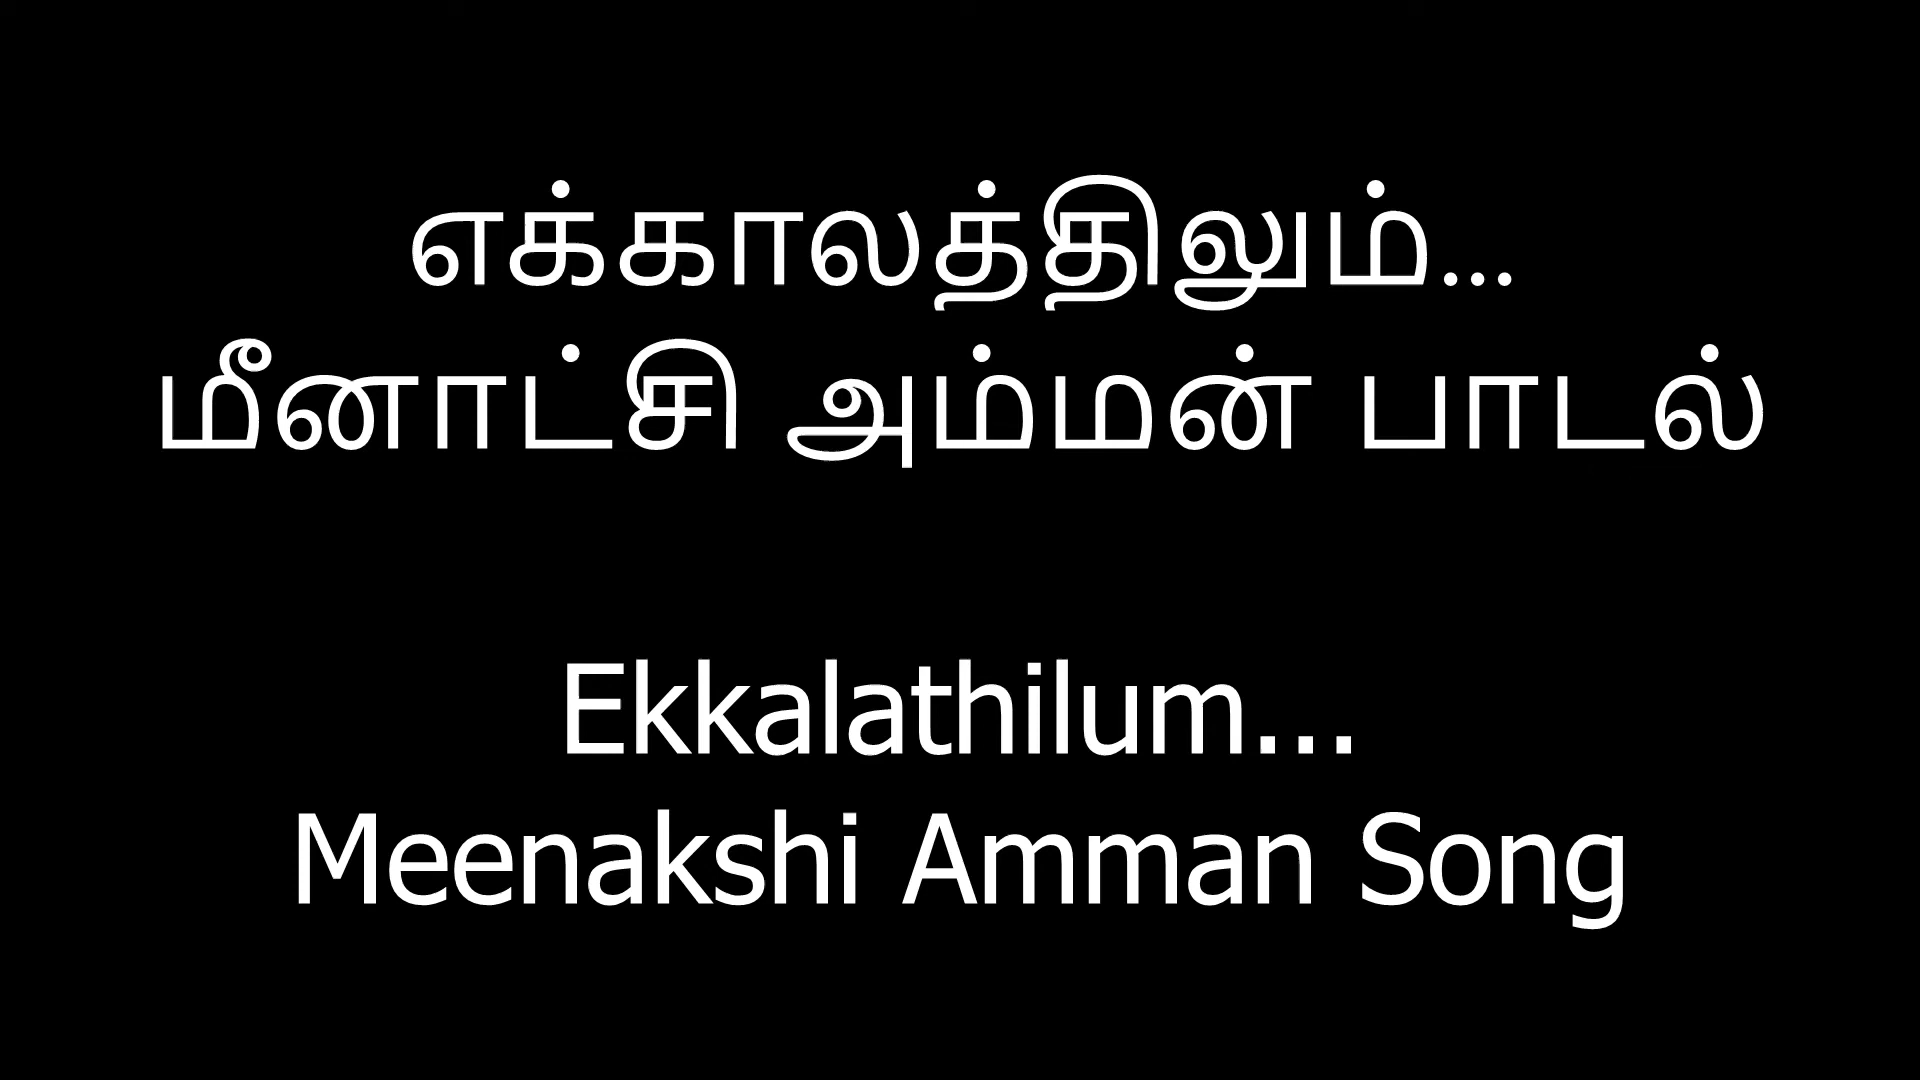 எக்காலத்திலும்...
மீனாட்சி அம்மன் பாடல்
Ekkalathilum...
Meenakshi Amman Song